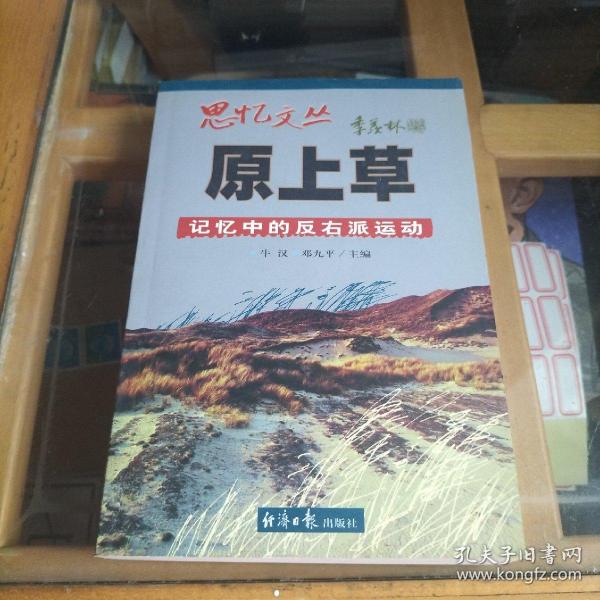 思忆文丛
季羡林
原上草
记忆中的反右派运动
牛汉 邓九平/主编
经济日报出版社
孔夫子旧书网
www.kongfz.com